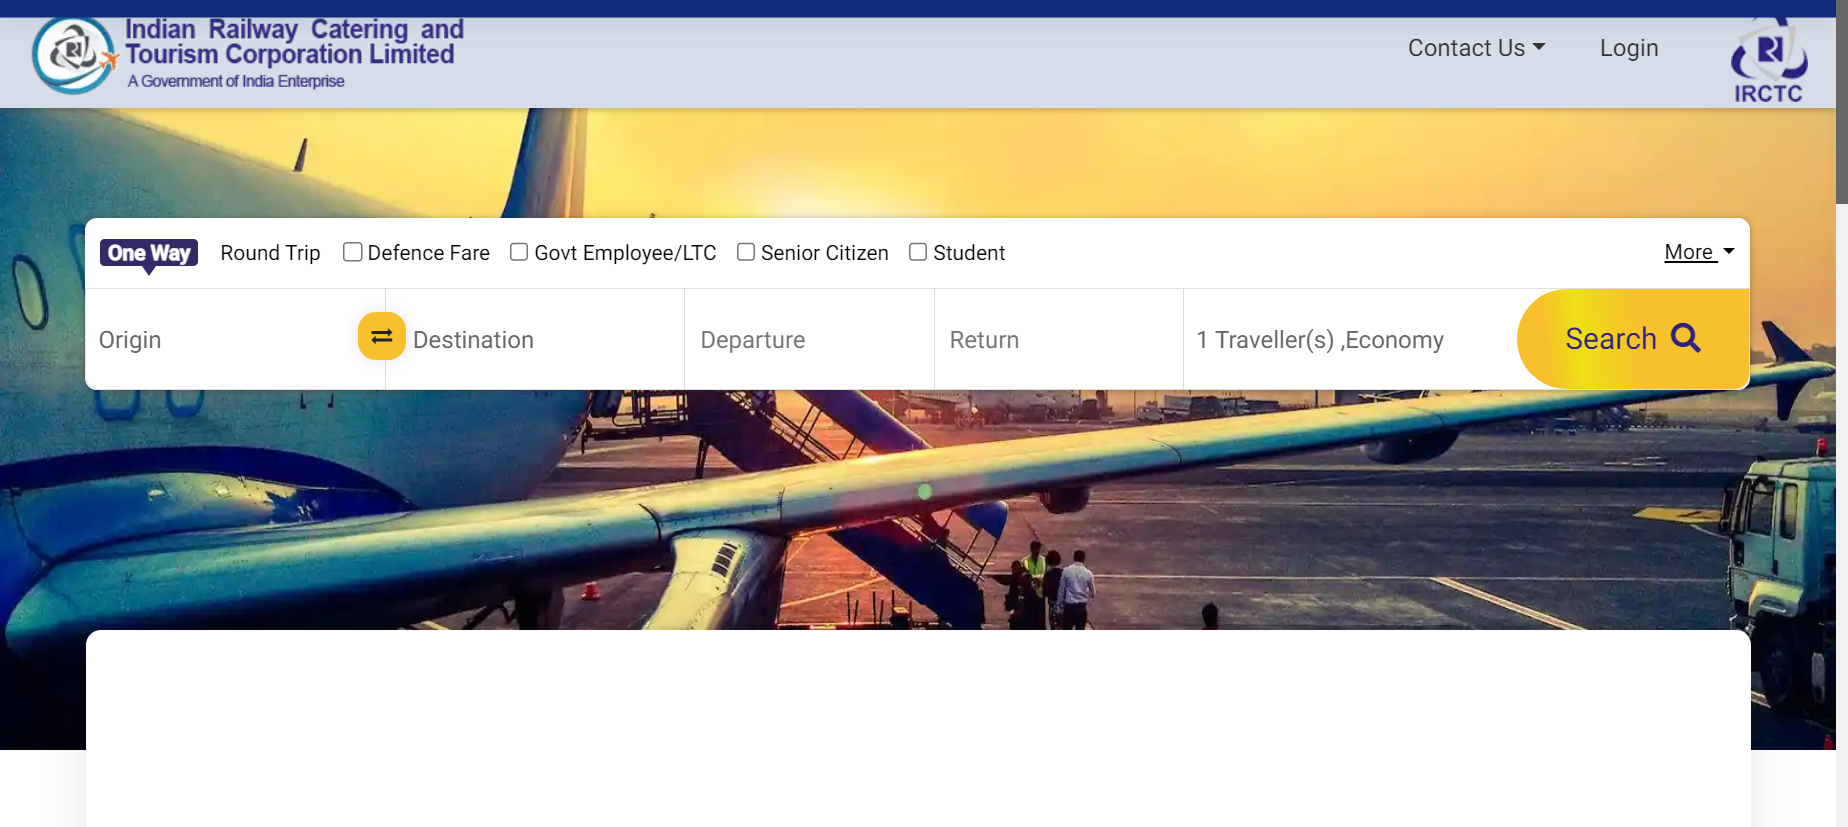 Indian Railway Catering and
Tourism Corporation Limited
A Government of India Enterprise
Contact Us
Login
IRCTC
One Way
Round Trip
Defence Fare
Govt Employee/LTC
Senior Citizen
Student
More
Origin
Destination
Departure
Return
1 Traveller(s) ,Economy
Search